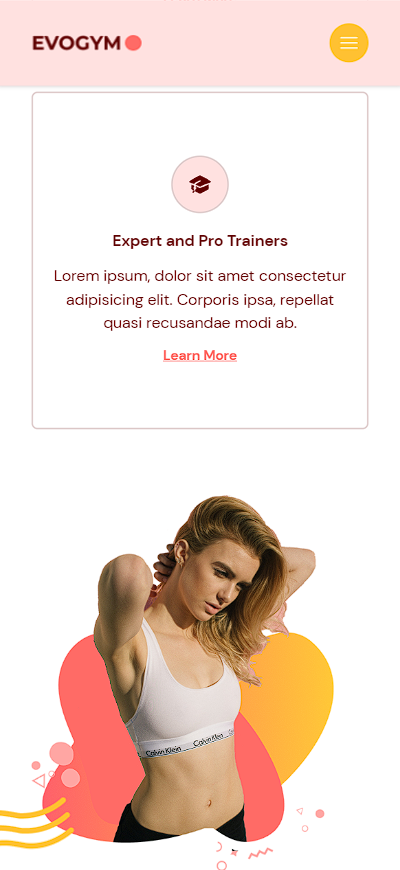 EVOGYM
Expert and Pro Trainers
Lorem ipsum, dolor sit amet consectetur
adipisicing elit. Corporis ipsa, repellat
quasi recusandae modi ab.
Learn More
Calvin Klein Calvin Klein